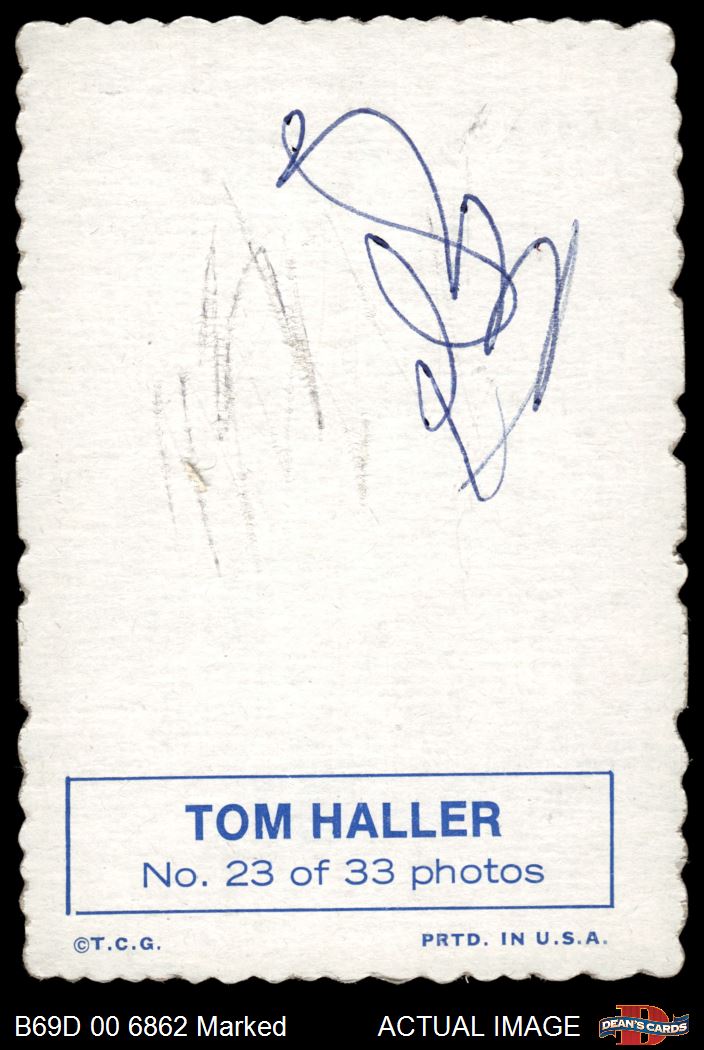 TOM HALLER
No. 23 of 33 photos
©T.C.G.
PRTD. IN U.S.A.
B69D 00 6862 Marked
ACTUAL IMAGE
DEAN'S CARDS